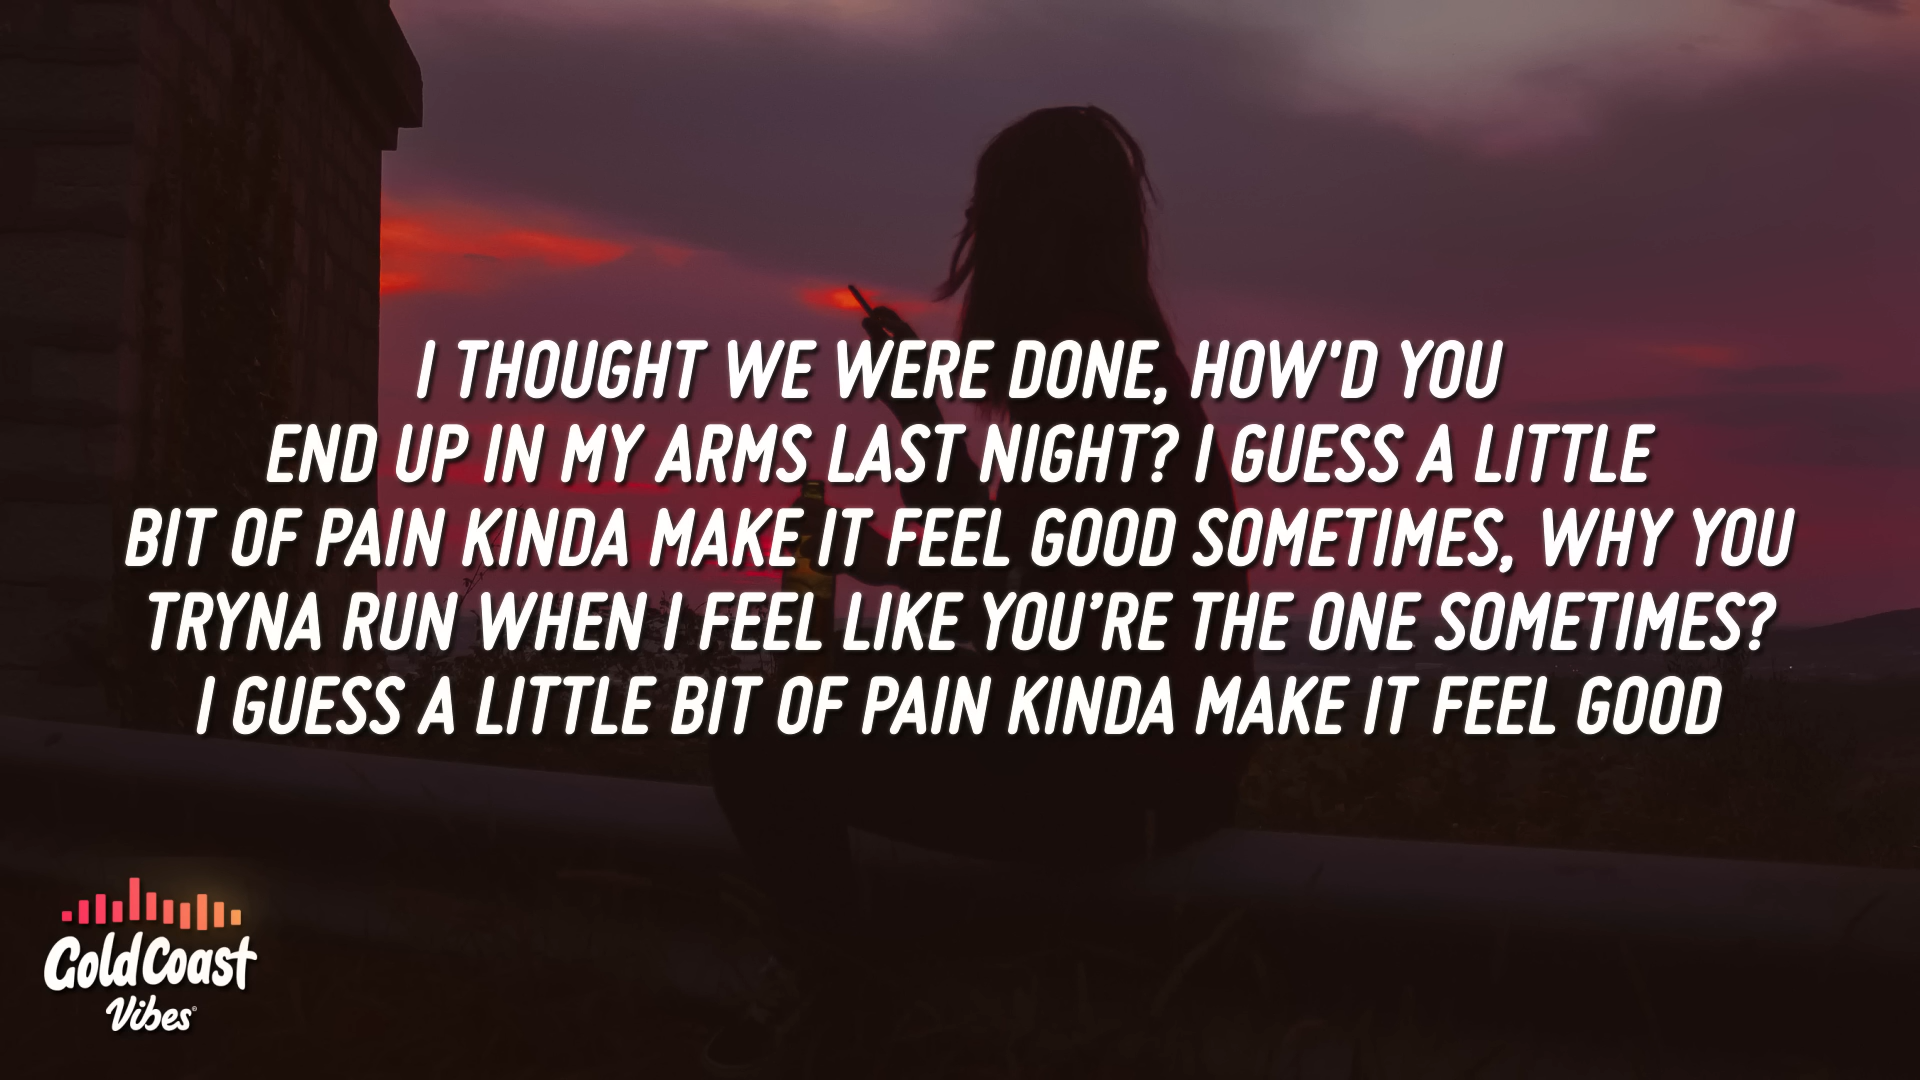 I THOUGHT WE WERE DONE, HOW'D YOU
END UP IN MY ARMS LAST NIGHT? I GUESS A LITTLE
BIT OF PAIN KINDA MAKE IT FEEL GOOD SOMETIMES, WHY YOU
TRYNA RUN WHEN I FEEL LIKE YOU’RE THE ONE SOMETIMES?
I GUESS A LITTLE BIT OF PAIN KINDA MAKE IT FEEL GOOD
Gold Coast
Vibes